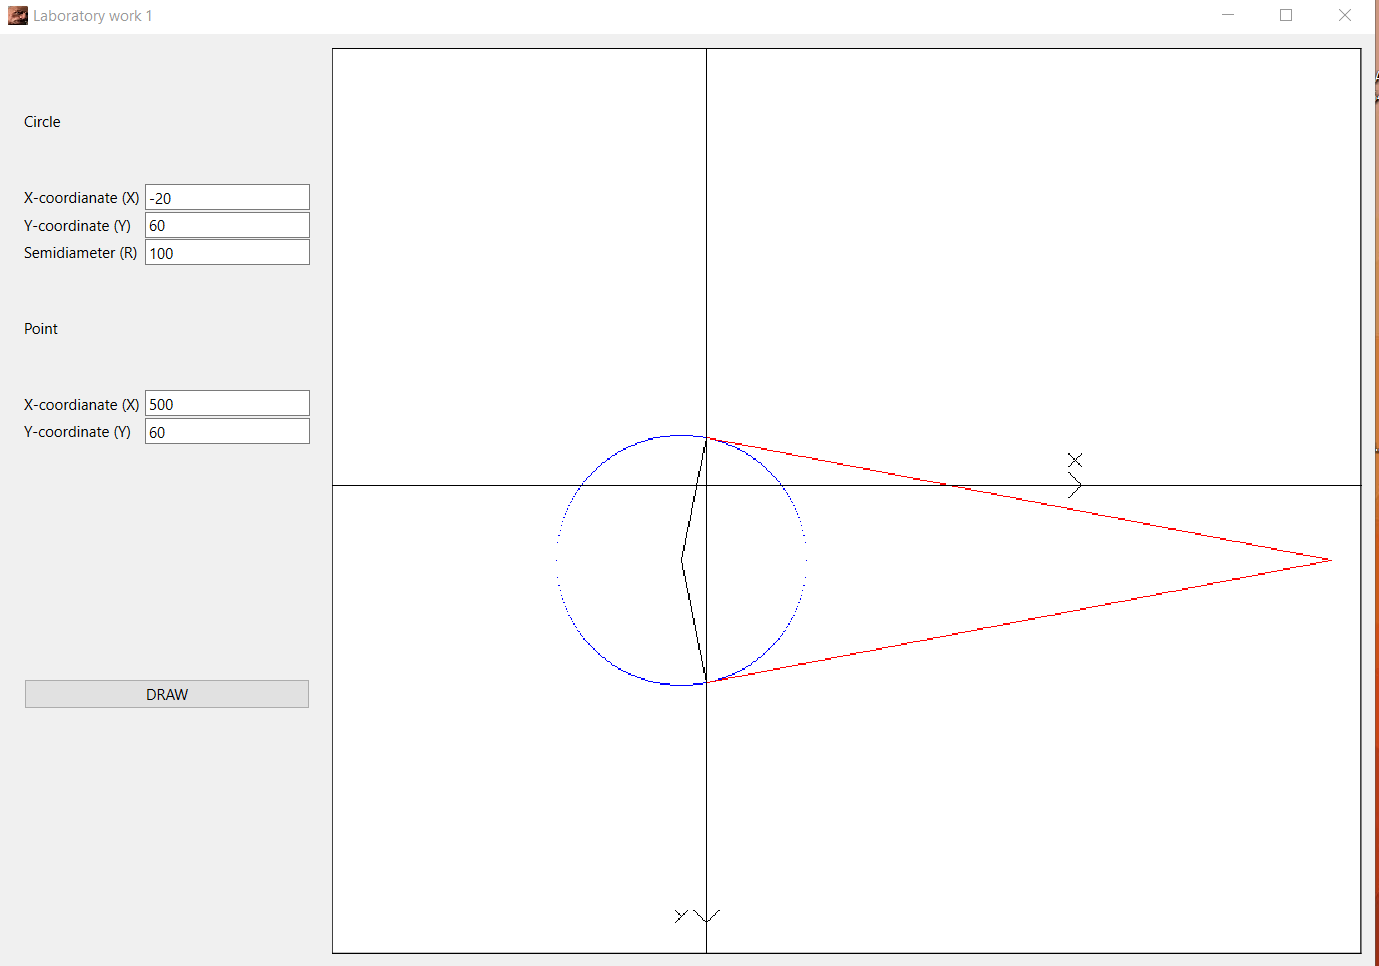 Laboratory work 1
Circle
X-coordianate (X) -20
Y-coordinate (Y) 60
Semidiameter (R) 100
Point
X-coordianate (X) 500
Y-coordinate (Y) 60
DRAW
X
Y